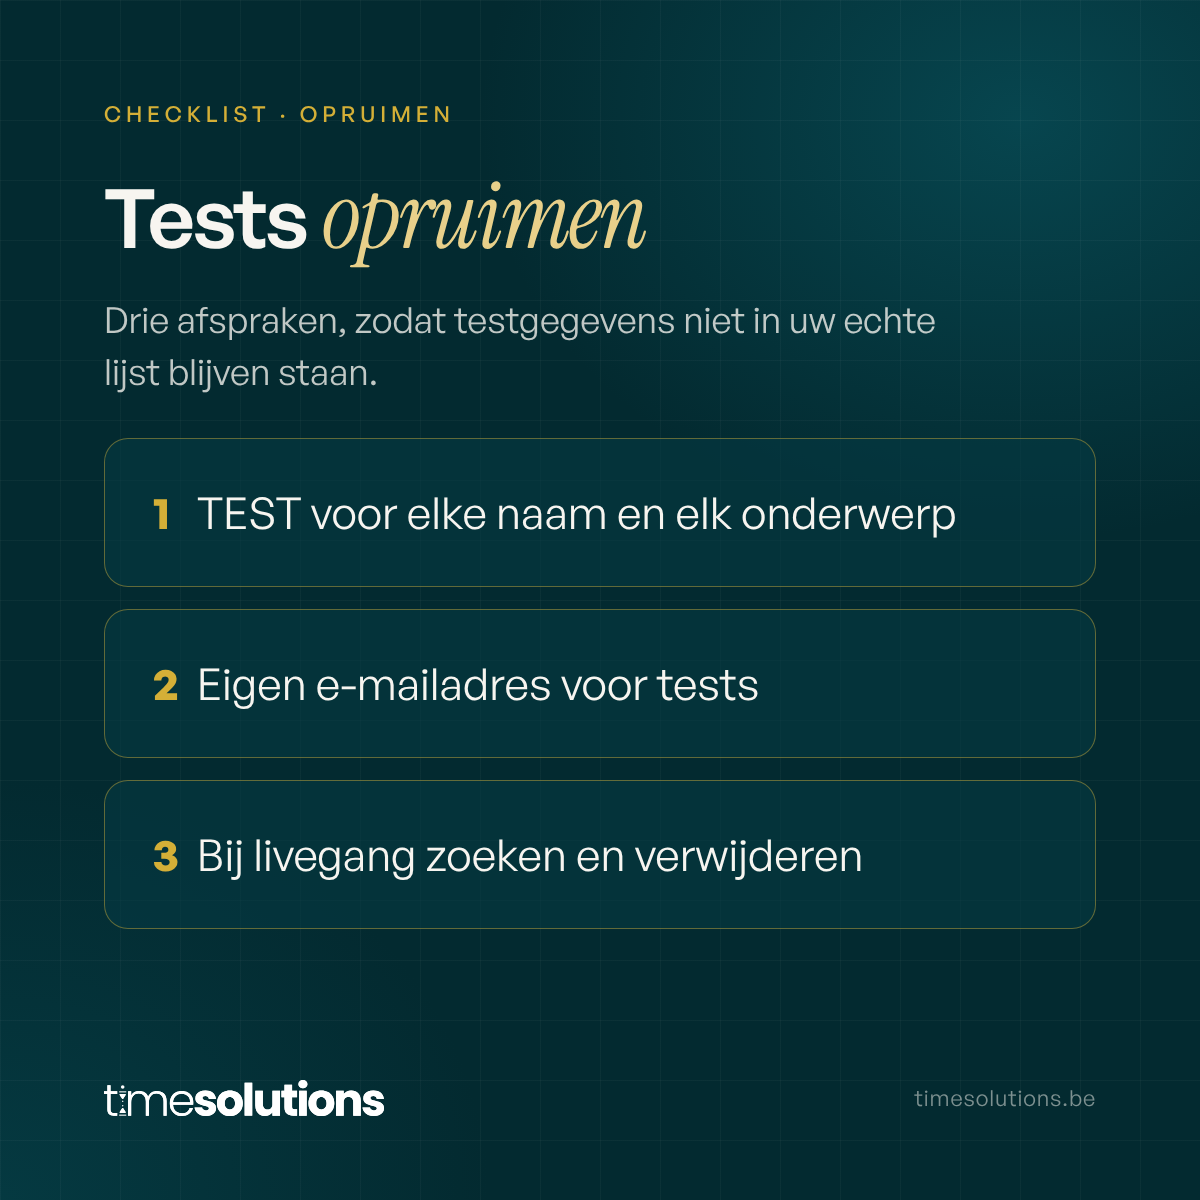 CHECKLIST · OPRUIMEN
Tests opruimen
Drie afspraken, zodat testgegevens niet in uw echte
lijst blijven staan.
1 TEST voor elke naam en elk onderwerp
2 Eigen e-mailadres voor tests
3 Bij livegang zoeken en verwijderen
timesolutions
timesolutions.be